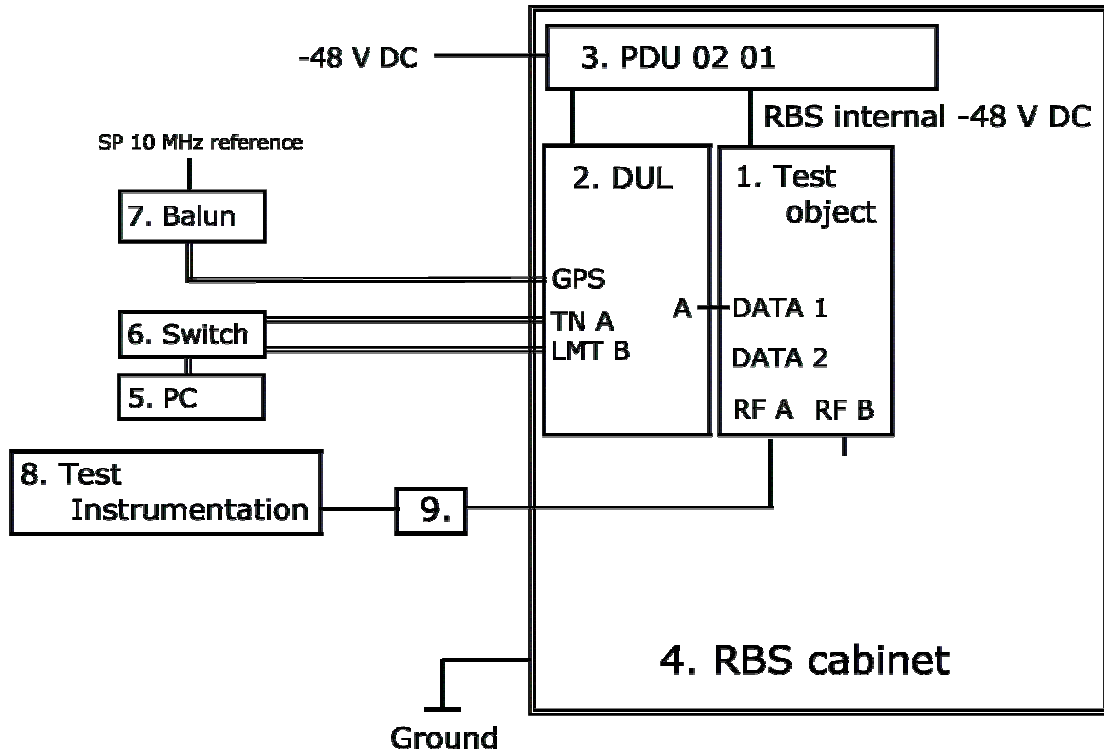 -48 V DC
3. PDU 02 01
RBS internal -48 V DC
SP 10 MHz reference
7. Balun
2. DUL
1. Test
object
GPS
TN A
LMT B
A
DATA 1
DATA 2
RF A RF B
6. Switch
5. PC
8. Test
Instrumentation
9.
4. RBS cabinet
Ground